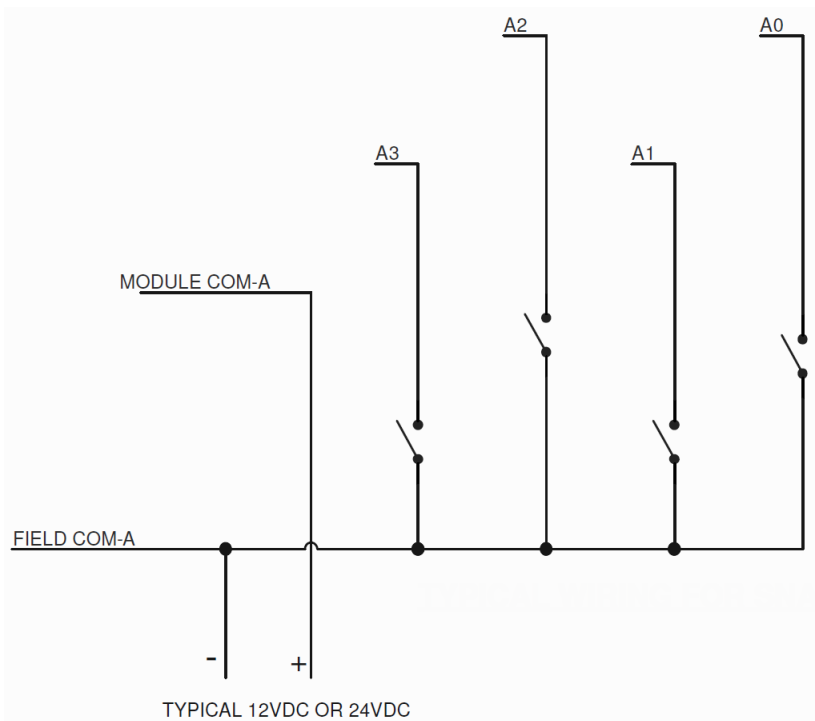 A2
A0
A3
A1
MODULE COM-A
FIELD COM-A
- +
TYPICAL 12VDC OR 24VDC